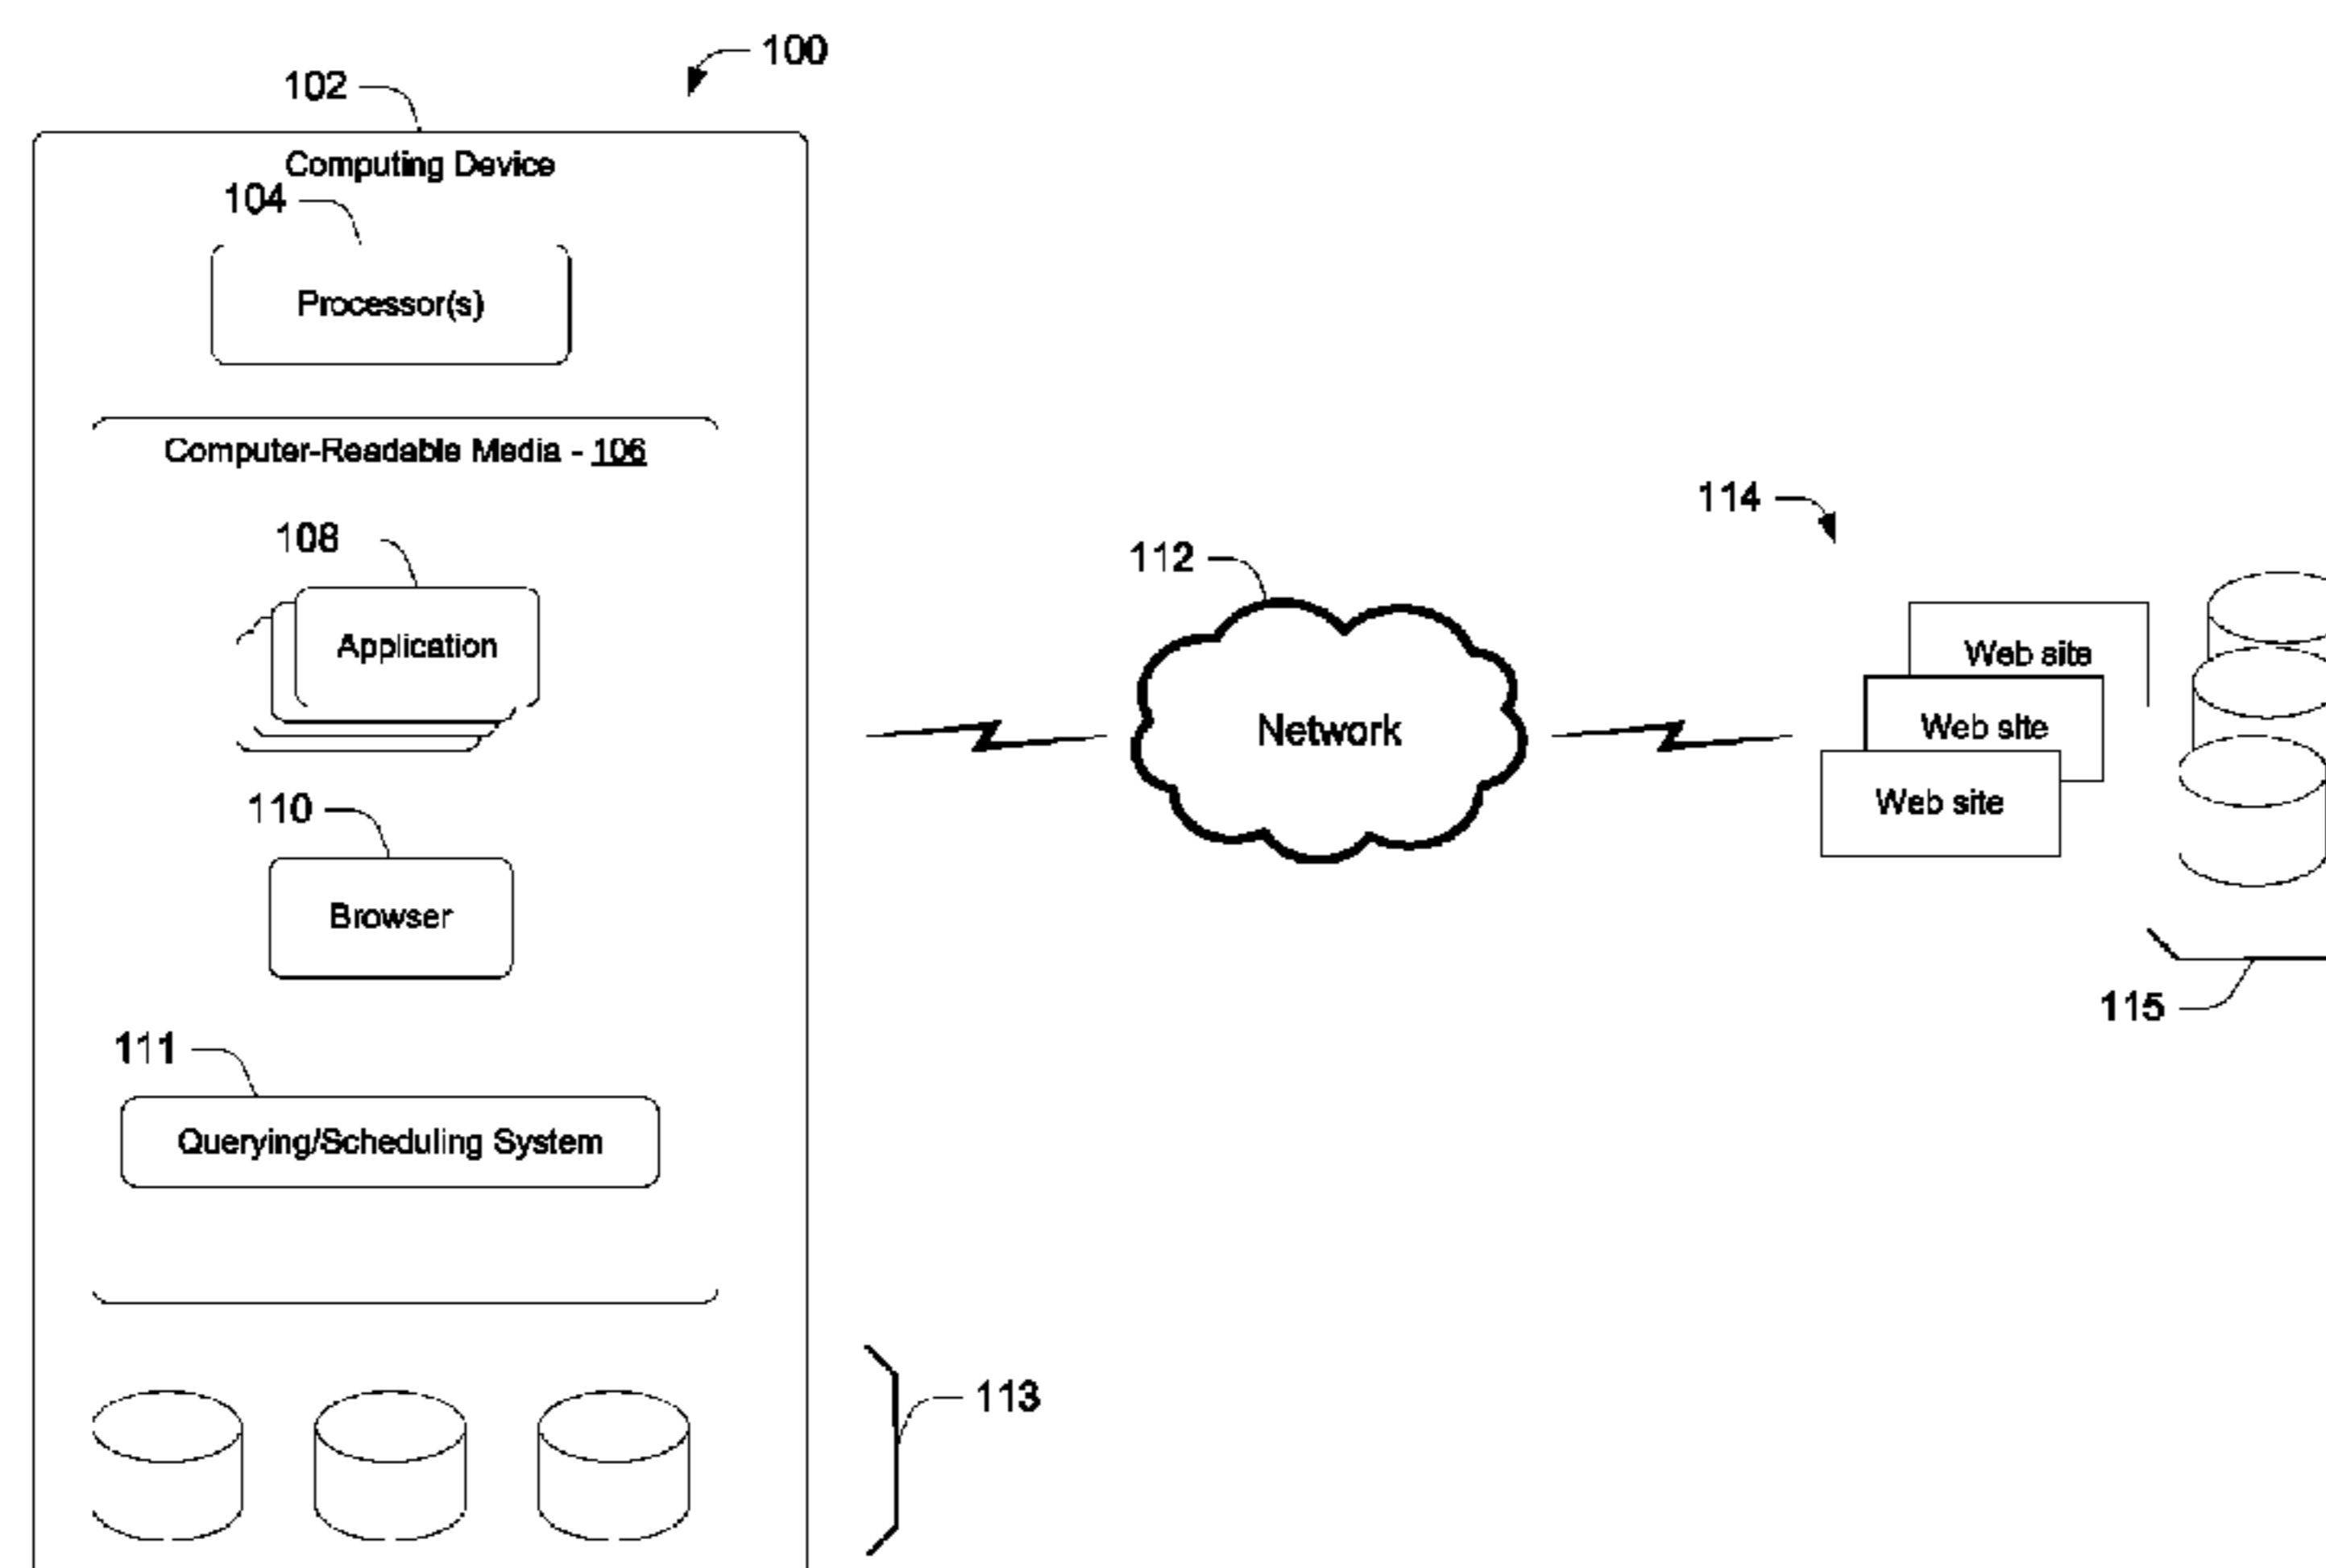 100
102
Computing Device
104
Processor(s)
Computer-Readable Media - 106
108
Application
110
Browser
111
Querying/Scheduling System
113
112
Network
114
Web site
Web site
Web site
115